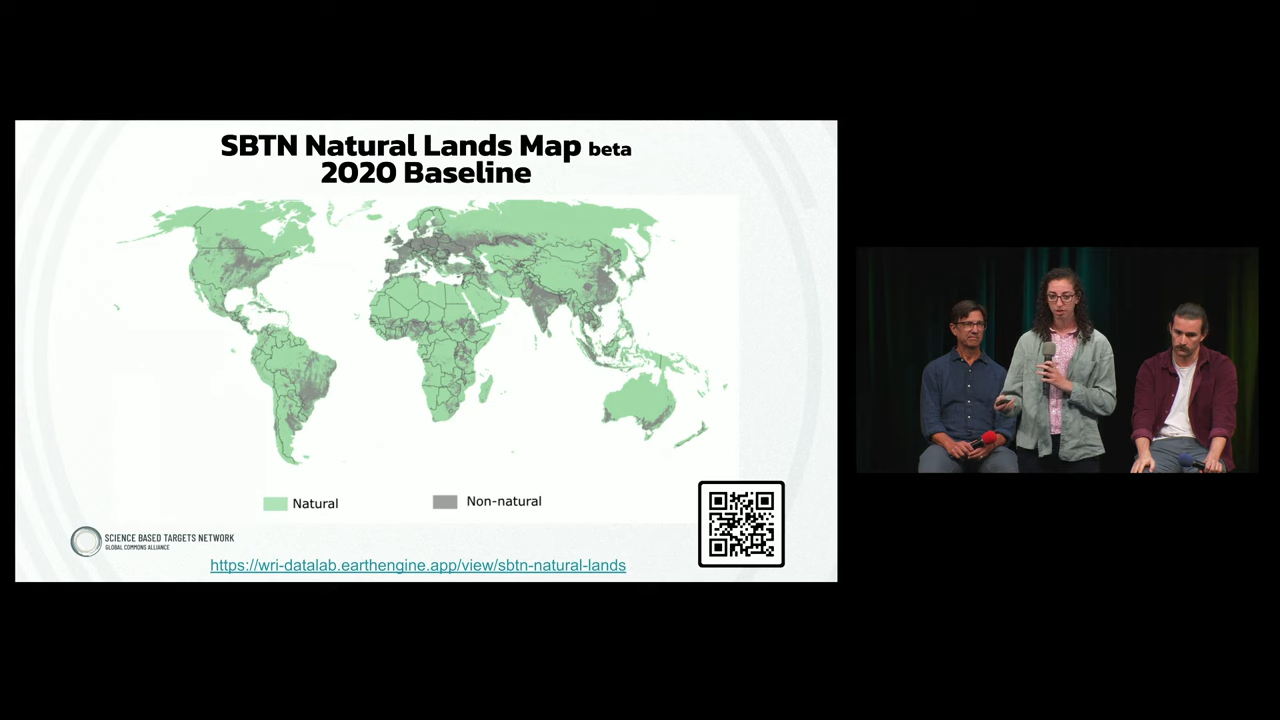 SBTN Natural Lands Map beta
2020 Baseline
Natural
Non-natural
SCIENCE BASED TARGETS NETWORK
GLOBAL COMMONS ALLIANCE
https://wri-datalab.earthengine.app/view/sbtn-natural-lands